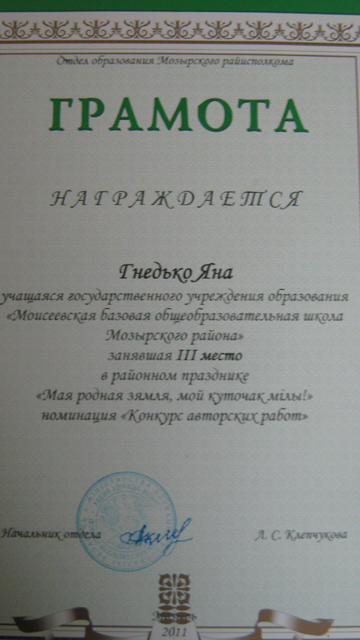 Отдел образования Мозырского райисполкома
ГРАМОТА
НАГРАЖДАЕТСЯ
Гнедько Яна
учащаяся государственного учреждения образования
«Моисеевская базовая общеобразовательная школа
Мозырского района»
занявшая III место
в районном празднике
«Мая родная зямля, мой куточак мілы!»
номинация «Конкурс авторских работ»
Начальник отдела Л. С. Клепчукова
2011